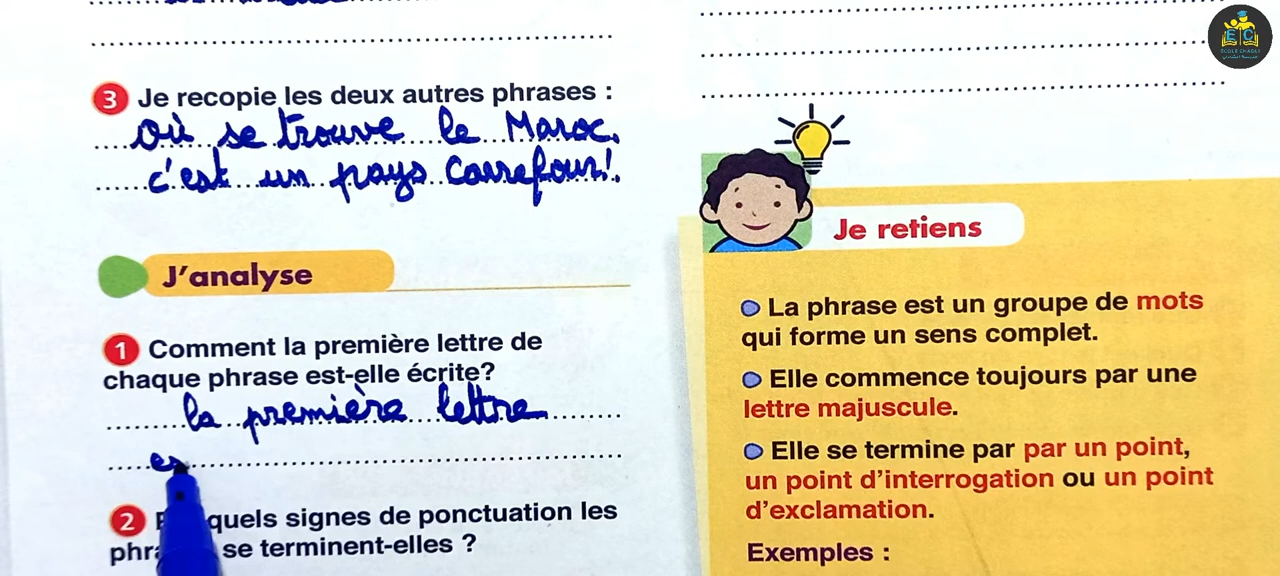 3 Je recopie les deux autres phrases :
Où se trouve le Maroc.
c'est un pays Carrefour!.
J'analyse
1 Comment la première lettre de
chaque phrase est-elle écrite?
la première lettre
es
2 quels signes de ponctuation les
se terminent-elles ?
Je retiens
La phrase est un groupe de mots
qui forme un sens complet.
Elle commence toujours par une
lettre majuscule.
Elle se termine par par un point,
un point d'interrogation ou un point
d'exclamation.
Exemples :
EC